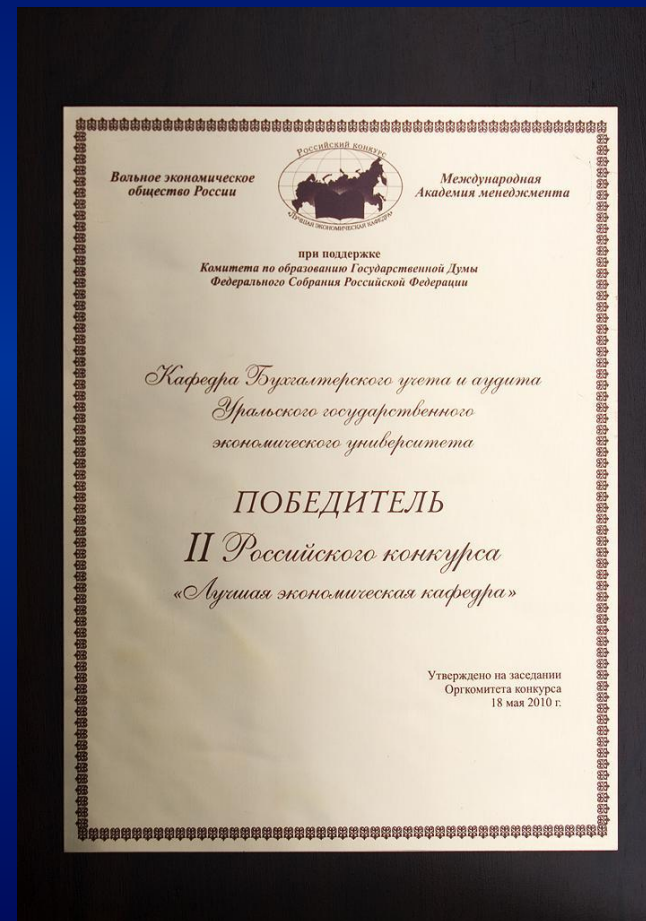 Вольное экономическое
общество России
РОССИЙСКИЙ КОНКУРС
«ЛУЧШАЯ ЭКОНОМИЧЕСКАЯ КАФЕДРА»
Международная
Академия менеджмента
при поддержке
Комитета по образованию Государственной Думы
Федерального Собрания Российской Федерации
Кафедра Бухгалтерского учета и аудита
Уральского государственного
экономического университета
ПОБЕДИТЕЛЬ
II Российского конкурса
«Лучшая экономическая кафедра»
Утверждено на заседании
Оргкомитета конкурса
18 мая 2010 г.